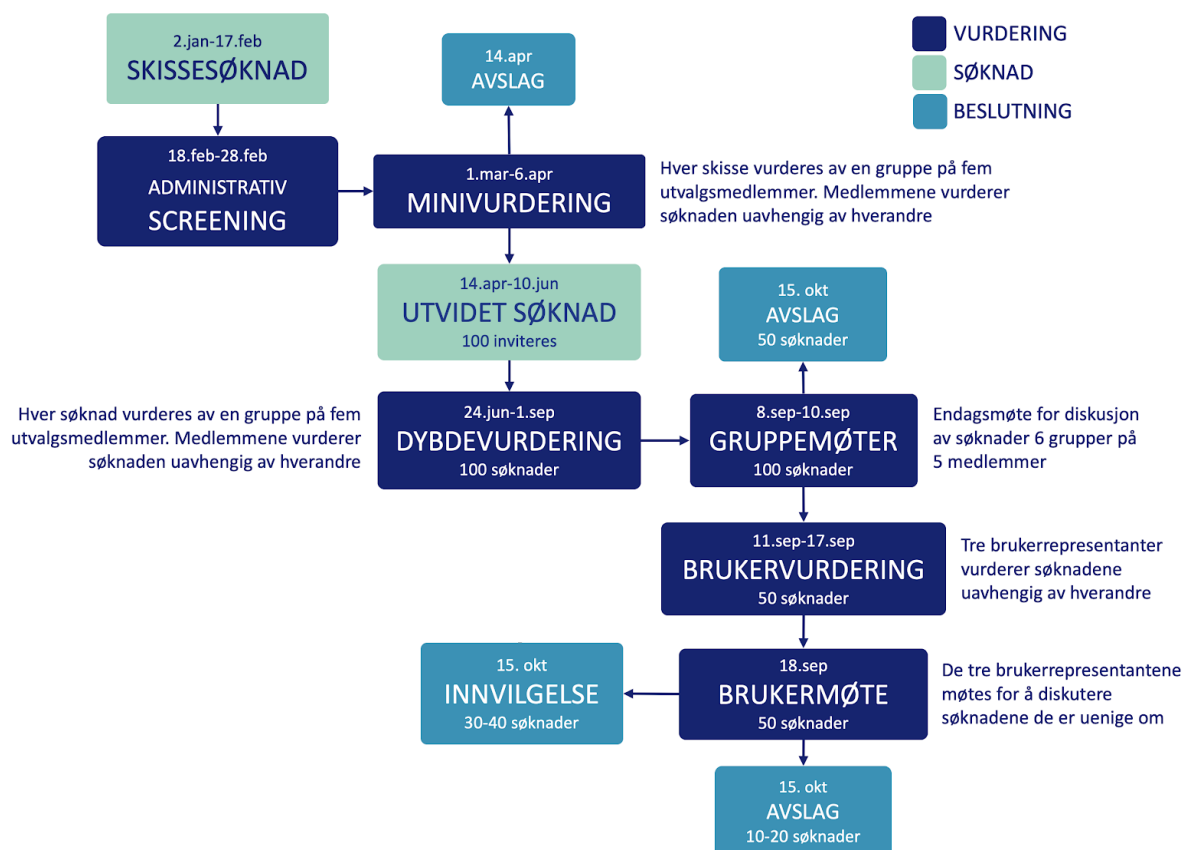 2.jan-17.feb
SKISSESØKNAD
14.apr
AVSLAG
VURDERING
SØKNAD
BESLUTNING
18.feb-28.feb
ADMINISTRATIV
SCREENING
1.mar-6.apr
MINIVURDERING
Hver skisse vurderes av en gruppe på fem
utvalgsmedlemmer. Medlemmene vurderer
søknaden uavhengig av hverandre
14.apr-10.jun
UTVIDET SØKNAD
100 inviteres
15. okt
AVSLAG
50 søknader
Hver søknad vurderes av en gruppe på fem
utvalgsmedlemmer. Medlemmene vurderer
søknaden uavhengig av hverandre
24.jun-1.sep
DYBDEVURDERING
100 søknader
8.sep-10.sep
GRUPPEMØTER
100 søknader
Endagsmøte for diskusjon
av søknader 6 grupper på
5 medlemmer
11.sep-17.sep
BRUKERVURDERING
50 søknader
Tre brukerrepresentanter
vurderer søknadene
uavhengig av hverandre
15. okt
INNVILGELSE
30-40 søknader
18.sep
BRUKERMØTE
50 søknader
De tre brukerrepresentantene
møtes for å diskutere
søknadene de er uenige om
15. okt
AVSLAG
10-20 søknader